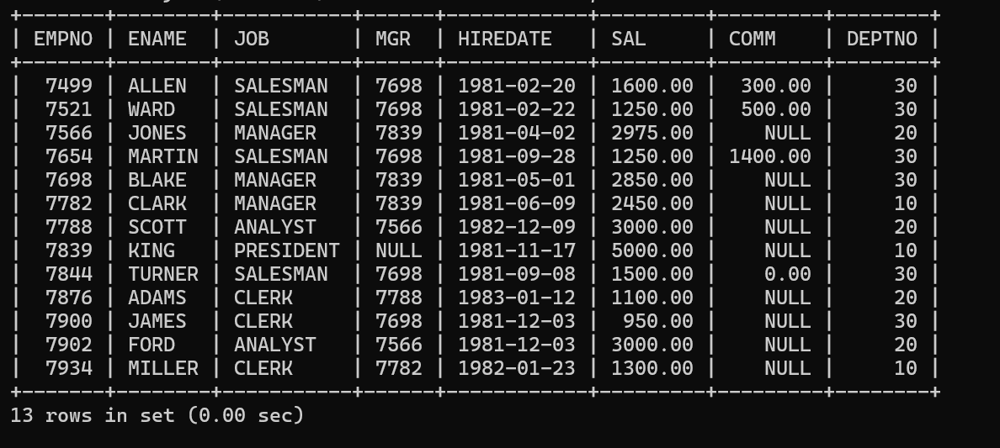 +-------+--------+-----------+------+------------+---------+---------+--------+
| EMPNO | ENAME  | JOB       | MGR  | HIREDATE   | SAL     | COMM    | DEPTNO |
+-------+--------+-----------+------+------------+---------+---------+--------+
|  7499 | ALLEN  | SALESMAN  | 7698 | 1981-02-20 | 1600.00 |  300.00 |     30 |
|  7521 | WARD   | SALESMAN  | 7698 | 1981-02-22 | 1250.00 |  500.00 |     30 |
|  7566 | JONES  | MANAGER   | 7839 | 1981-04-02 | 2975.00 |    NULL |     20 |
|  7654 | MARTIN | SALESMAN  | 7698 | 1981-09-28 | 1250.00 | 1400.00 |     30 |
|  7698 | BLAKE  | MANAGER   | 7839 | 1981-05-01 | 2850.00 |    NULL |     30 |
|  7782 | CLARK  | MANAGER   | 7839 | 1981-06-09 | 2450.00 |    NULL |     10 |
|  7788 | SCOTT  | ANALYST   | 7566 | 1982-12-09 | 3000.00 |    NULL |     20 |
|  7839 | KING   | PRESIDENT | NULL | 1981-11-17 | 5000.00 |    NULL |     10 |
|  7844 | TURNER | SALESMAN  | 7698 | 1981-09-08 | 1500.00 |    0.00 |     30 |
|  7876 | ADAMS  | CLERK     | 7788 | 1983-01-12 | 1100.00 |    NULL |     20 |
|  7900 | JAMES  | CLERK     | 7698 | 1981-12-03 |  950.00 |    NULL |     30 |
|  7902 | FORD   | ANALYST   | 7566 | 1981-12-03 | 3000.00 |    NULL |     20 |
|  7934 | MILLER | CLERK     | 7782 | 1982-01-23 | 1300.00 |    NULL |     10 |
+-------+--------+-----------+------+------------+---------+---------+--------+
13 rows in set (0.00 sec)